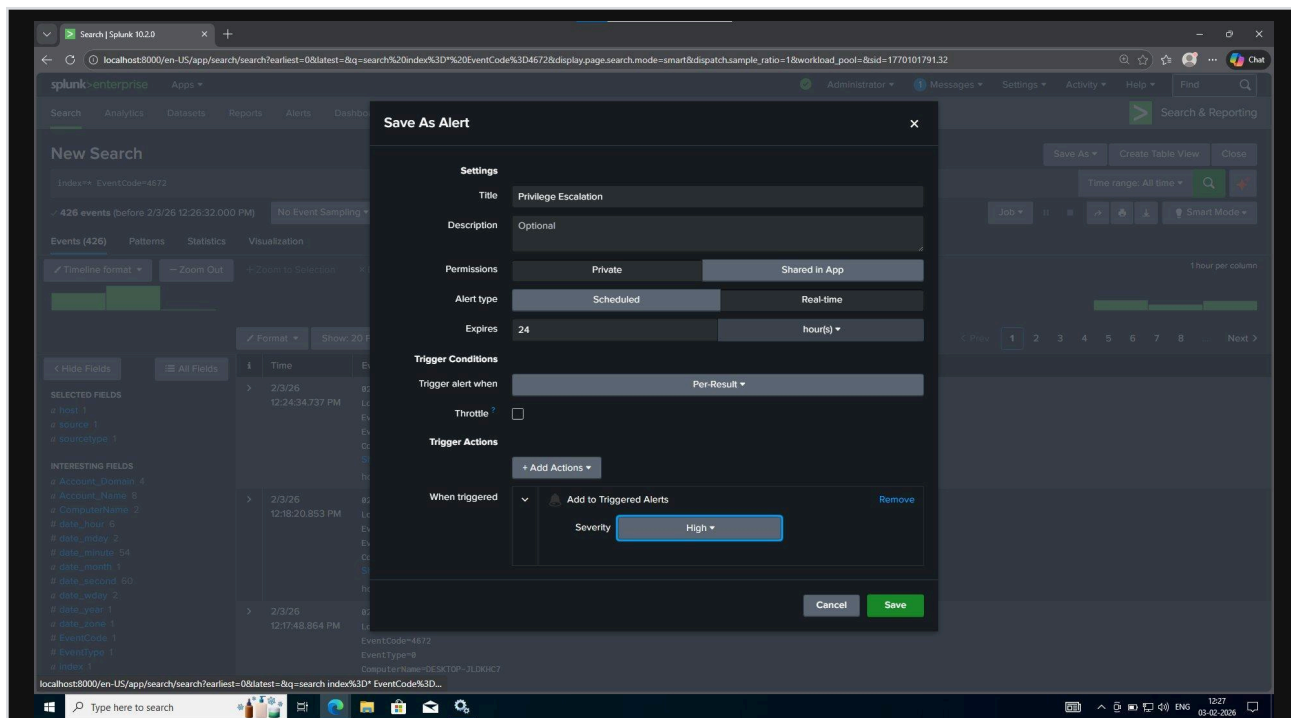 Search | Splunk 10.2.0
localhost:8000/en-US/app/search/search?earliest=0&latest=&q=search%20index%3D*%20EventCode%3D4672&display.page.search.mode=smart&dispatch.sample_ratio=1&workload_pool=&sid=1770101791.32
Chat
splunk>enterprise Apps
Administrator 1 Messages Settings Activity Help Find
Search Analytics Datasets Reports Alerts Dashbo
Search & Reporting
Save As Alert
New Search
Save As Create Table View Close
index=* EventCode=4672
Time range: All time
426 events (before 2/3/26 12:26:32.000 PM) No Event Sampling
Job Smart Mode
Events (426) Patterns Statistics Visualization
Timeline format — Zoom Out + Zoom to Selection
1 hour per column
Format Show: 20 P
< Prev 1 2 3 4 5 6 7 8 ... Next >
< Hide Fields All Fields
i Time
SELECTED FIELDS
a host 1
a source 1
a sourcetype 1
INTERESTING FIELDS
a Account_Domain 4
a Account_Name 6
a ComputerName 2
# date_hour 6
# date_mday 2
# date_minute 54
a date_month 1
# date_second 60
a date_wday 2
# date_year 1
a date_zone 1
# EventCode 1
# EventType 1
a index 1
2/3/26
12:24:34.737 PM
2/3/26
12:18:20.853 PM
2/3/26
12:17:48.864 PM
EventCode=4672
EventType=0
ComputerName=DESKTOP-JLDKHC7
Settings
Title Privilege Escalation
Description Optional
Permissions Private Shared in App
Alert type Scheduled Real-time
Expires 24 hour(s)
Trigger Conditions
Trigger alert when Per-Result
Throttle ?
Trigger Actions
+ Add Actions
When triggered Add to Triggered Alerts Remove
Severity High
Cancel Save
localhost:8000/en-US/app/search/search?earliest=0&latest=&q=search index%3D* EventCode%3D...
Type here to search
ENG
12:27
03-02-2026